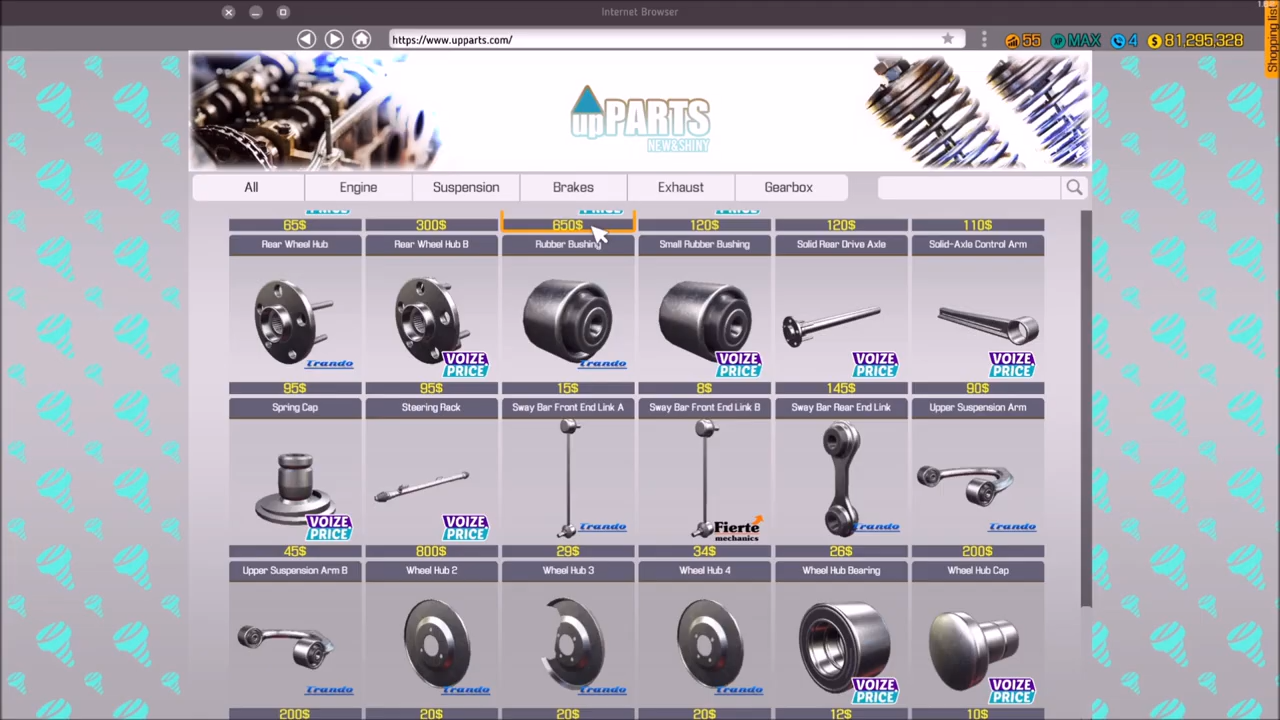 Internet Browser
https://www.upparts.com/
55 XP MAX 4 $ 81,295,328
Shopping list
upPARTS
NEW&SHINY
All Engine Suspension Brakes Exhaust Gearbox
65$ 300$ 650$ 120$ 120$ 110$
Rear Wheel Hub Rear Wheel Hub B Rubber Bushing Small Rubber Bushing Solid Rear Drive Axle Solid-Axle Control Arm
Trando VOIZE PRICE Trando VOIZE PRICE VOIZE PRICE VOIZE PRICE
95$ 95$ 15$ 8$ 145$ 90$
Spring Cap Steering Rack Sway Bar Front End Link A Sway Bar Front End Link B Sway Bar Rear End Link Upper Suspension Arm
VOIZE PRICE VOIZE PRICE Trando Fierte mechanics Trando Trando
45$ 800$ 29$ 34$ 26$ 200$
Upper Suspension Arm B Wheel Hub 2 Wheel Hub 3 Wheel Hub 4 Wheel Hub Bearing Wheel Hub Cap
Trando Trando Trando Trando VOIZE PRICE VOIZE PRICE
200$ 20$ 20$ 20$ 12$ 10$